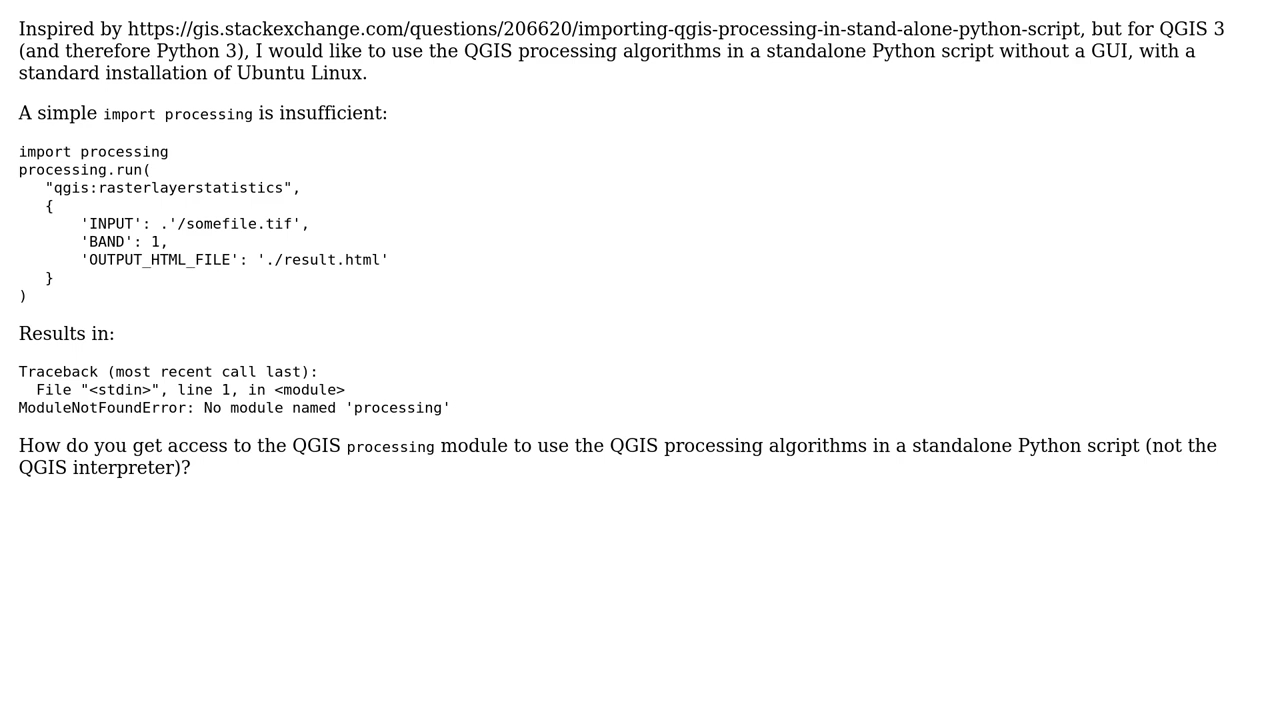 Inspired by https://gis.stackexchange.com/questions/206620/importing-qgis-processing-in-stand-alone-python-script, but for QGIS 3
(and therefore Python 3), I would like to use the QGIS processing algorithms in a standalone Python script without a GUI, with a
standard installation of Ubuntu Linux.
A simple import processing is insufficient:
import processing
processing.run(
   "qgis:rasterlayerstatistics",
   {
       'INPUT': .'/somefile.tif',
       'BAND': 1,
       'OUTPUT_HTML_FILE': './result.html'
   }
)
Results in:
Traceback (most recent call last):
  File "<stdin>", line 1, in <module>
ModuleNotFoundError: No module named 'processing'
How do you get access to the QGIS processing module to use the QGIS processing algorithms in a standalone Python script (not the
QGIS interpreter)?